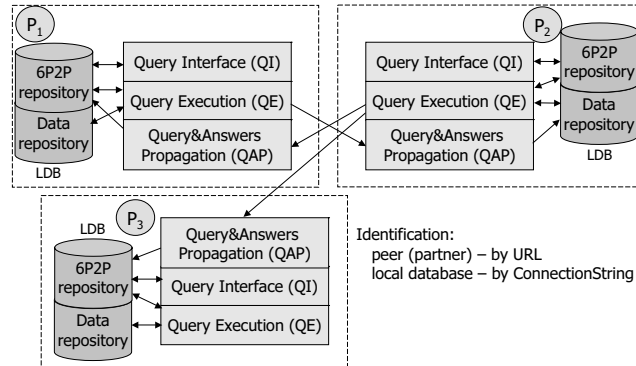 P1
6P2P
repository
Data
repository
LDB
Query Interface (QI)
Query Execution (QE)
Query&Answers
Propagation (QAP)
P2
Query Interface (QI)
Query Execution (QE)
Query&Answers
Propagation (QAP)
6P2P
repository
Data
repository
LDB
P3
LDB
6P2P
repository
Data
repository
Query&Answers
Propagation (QAP)
Query Interface (QI)
Query Execution (QE)
Identification:
peer (partner) – by URL
local database – by ConnectionString